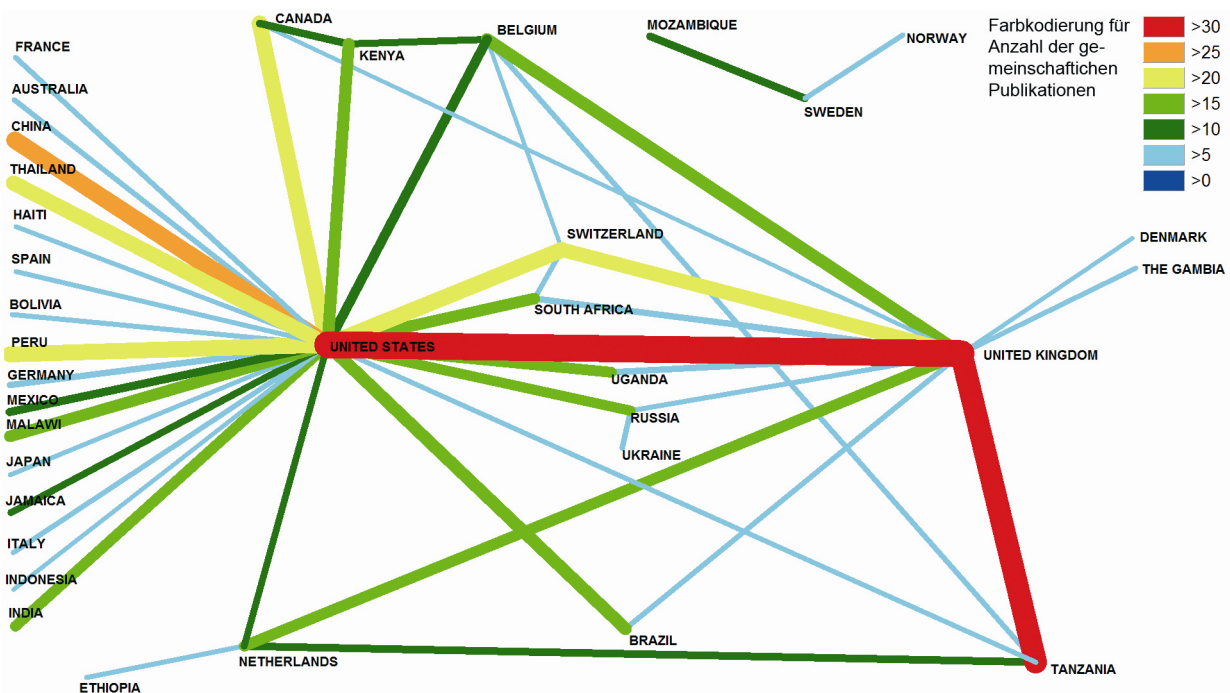 CANADA
BELGIUM
MOZAMBIQUE
NORWAY
Farbkodierung für
Anzahl der ge-
meinschaftichen
Publikationen
>30
>25
>20
>15
>10
>5
>0
FRANCE
KENYA
AUSTRALIA
SWEDEN
CHINA
THAILAND
HAITI
SWITZERLAND
DENMARK
SPAIN
THE GAMBIA
BOLIVIA
SOUTH AFRICA
PERU
UNITED STATES
UNITED KINGDOM
GERMANY
UGANDA
MEXICO
MALAWI
RUSSIA
JAPAN
UKRAINE
JAMAICA
ITALY
INDONESIA
INDIA
BRAZIL
NETHERLANDS
TANZANIA
ETHIOPIA